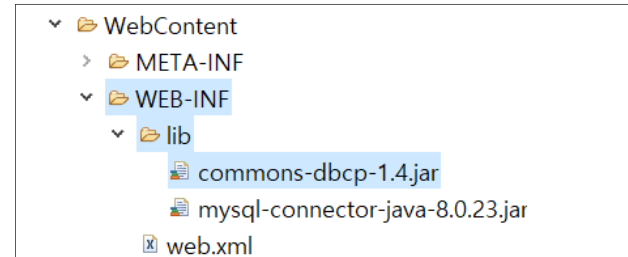 WebContent
META-INF
WEB-INF
lib
commons-dbcp-1.4.jar
mysql-connector-java-8.0.23.jar
web.xml